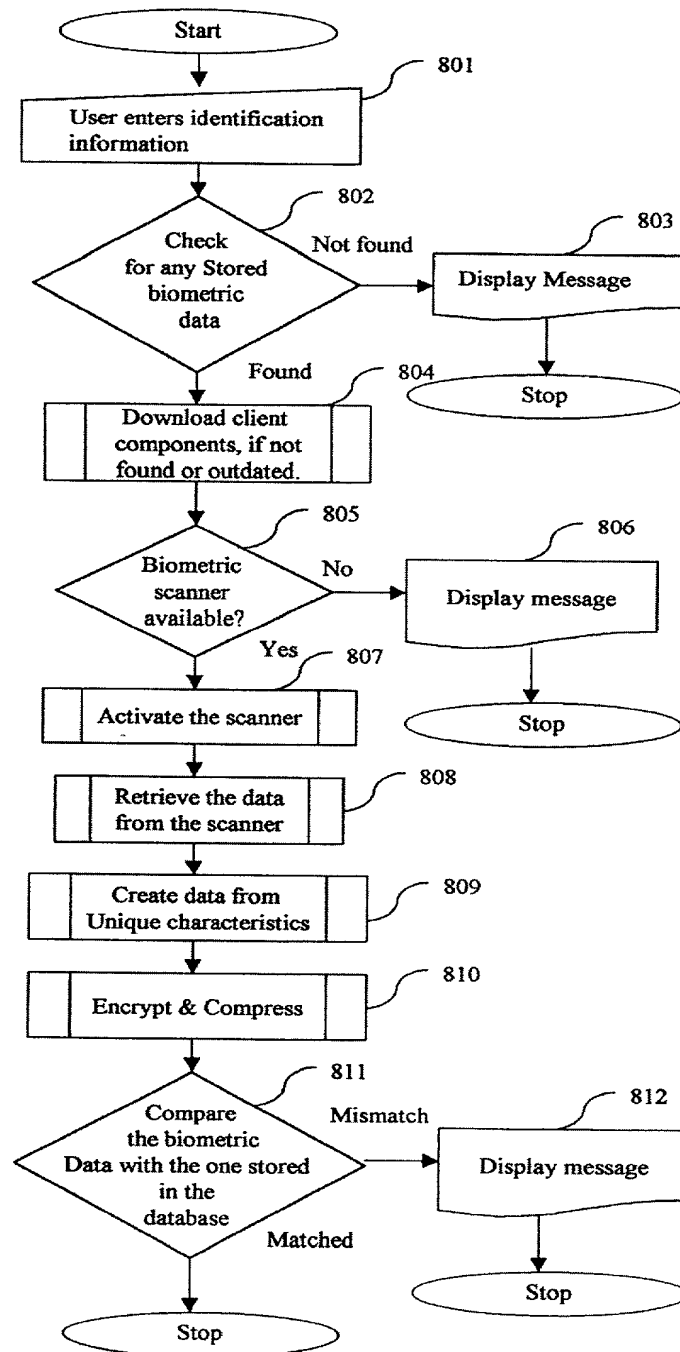 Start
801
User enters identification
information
802
Check
for any Stored
biometric
data
Not found
803
Display Message
Stop
Found
804
Download client
components, if not
found or outdated.
805
Biometric
scanner
available?
No
806
Display message
Stop
Yes
807
Activate the scanner
808
Retrieve the data
from the scanner
809
Create data from
Unique characteristics
810
Encrypt & Compress
811
Compare
the biometric
Data with the one stored
in the
database
Mismatch
812
Display message
Stop
Matched
Stop